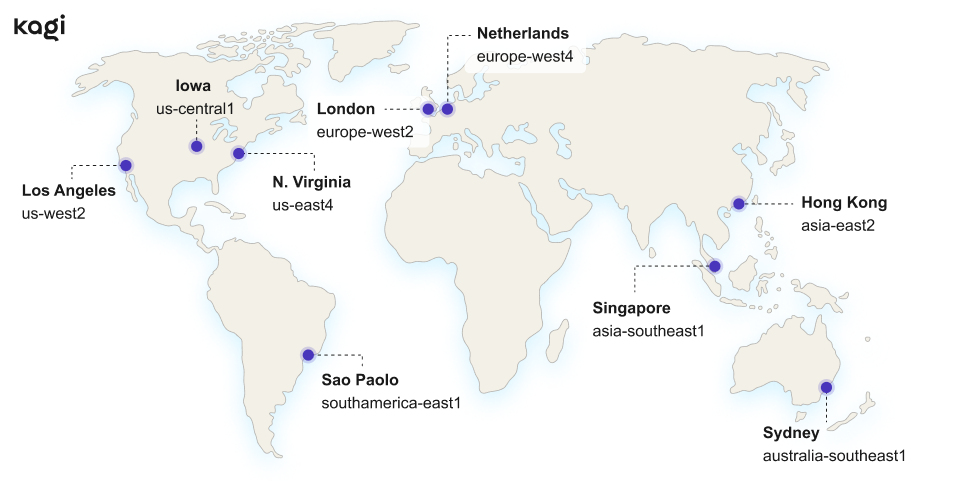 kagi
Netherlands
europe-west4
Iowa
us-central1
London
europe-west2
N. Virginia
us-east4
Los Angeles
us-west2
Hong Kong
asia-east2
Singapore
asia-southeast1
Sao Paolo
southamerica-east1
Sydney
australia-southeast1